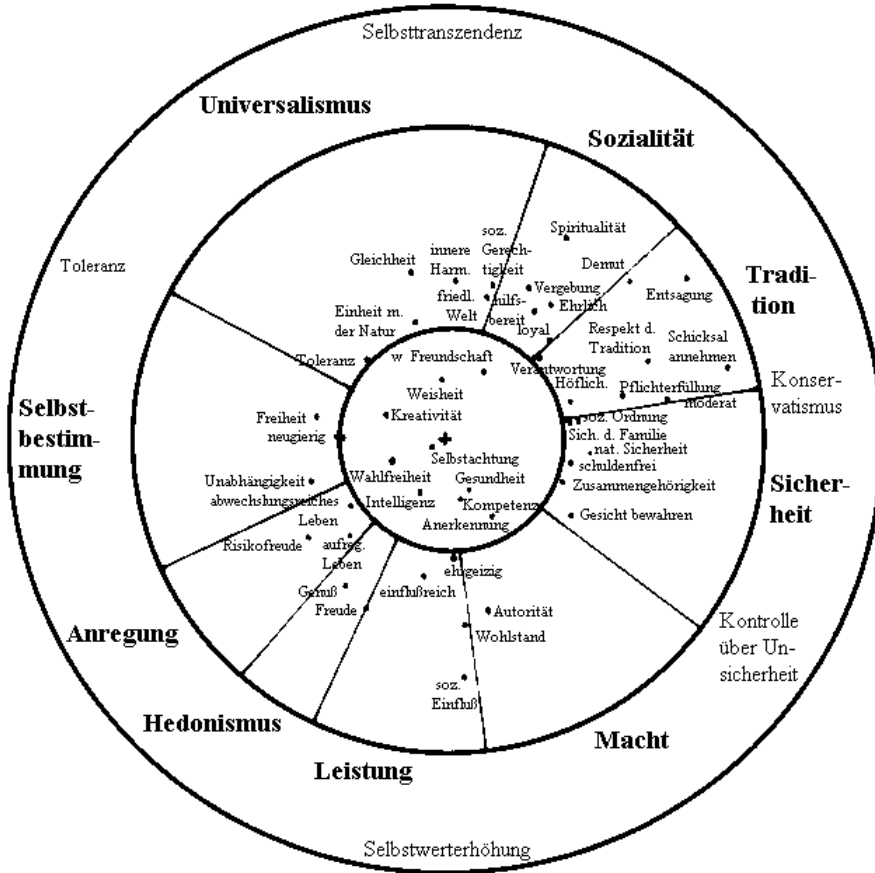 Selbsttranszendenz
Universalismus
Sozialität
soz.
Gerech-
tigkeit
Spiritualität
innere
Harm.
Gleichheit
Demut
Toleranz
Tradi-
tion
Entsagung
Vergebung
friedl.
Welt
hilfs-
bereit
Ehrlich
Einheit m.
der Natur
loyal
Respekt d.
Tradition
Schicksal
annehmen
Toleranz
w Freundschaft
Verantwortung
Höflich.
Pflichterfüllung
moderat
Konser-
vatismus
Weisheit
Kreativität
Selbst-
bestim-
mung
Freiheit
neugierig
soz. Ordnung
Sich. d. Familie
nat. Sicherheit
schuldenfrei
Selbstachtung
Wahlfreiheit
Gesundheit
Unabhängigkeit
abwechslungsreiches
Leben
Intelligenz
Kompetenz
Anerkennung
Zusammengehörigkeit
Gesicht bewahren
Sicher-
heit
Risikofreude
aufreg.
Leben
ehrgeizig
einflußreich
Genuß
Freude
Autorität
Wohlstand
Kontrolle
über Un-
sicherheit
Anregung
soz.
Einfluß
Hedonismus
Leistung
Macht
Selbstwerterhöhung